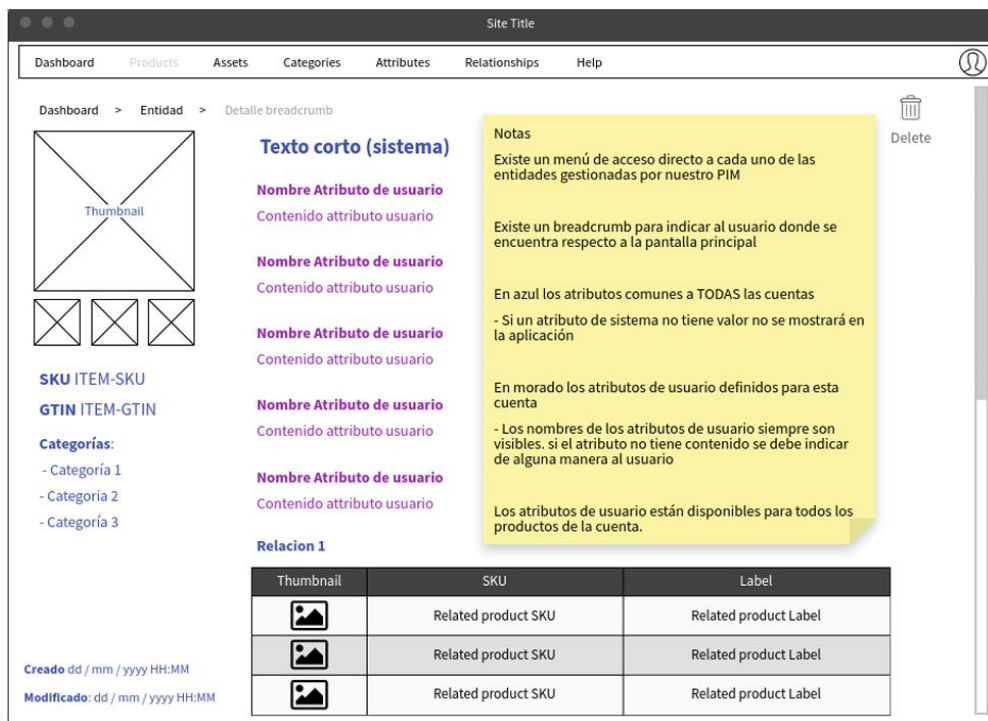 Site Title
Dashboard Products Assets Categories Attributes Relationships Help
Dashboard > Entidad > Detalle breadcrumb
Delete
Thumbnail
SKU ITEM-SKU
GTIN ITEM-GTIN
Categorías:
- Categoría 1
- Categoria 2
- Categoría 3
Creado dd / mm / yyyy HH:MM
Modificado: dd / mm / yyyy HH:MM
Texto corto (sistema)
Nombre Atributo de usuario
Contenido attributo usuario
Nombre Atributo de usuario
Contenido attributo usuario
Nombre Atributo de usuario
Contenido attributo usuario
Nombre Atributo de usuario
Contenido attributo usuario
Nombre Atributo de usuario
Contenido attributo usuario
Notas
Existe un menú de acceso directo a cada uno de las
entidades gestionadas por nuestro PIM
Existe un breadcrumb para indicar al usuario donde se
encuentra respecto a la pantalla principal
En azul los atributos comunes a TODAS las cuentas
- Si un atributo de sistema no tiene valor no se mostrará en
la aplicación
En morado los atributos de usuario definidos para esta
cuenta
- Los nombres de los atributos de usuario siempre son
visibles. si el atributo no tiene contenido se debe indicar
de alguna manera al usuario
Los atributos de usuario están disponibles para todos los
productos de la cuenta.
Relacion 1
Thumbnail SKU Label
Related product SKU Related product Label
Related product SKU Related product Label
Related product SKU Related product Label